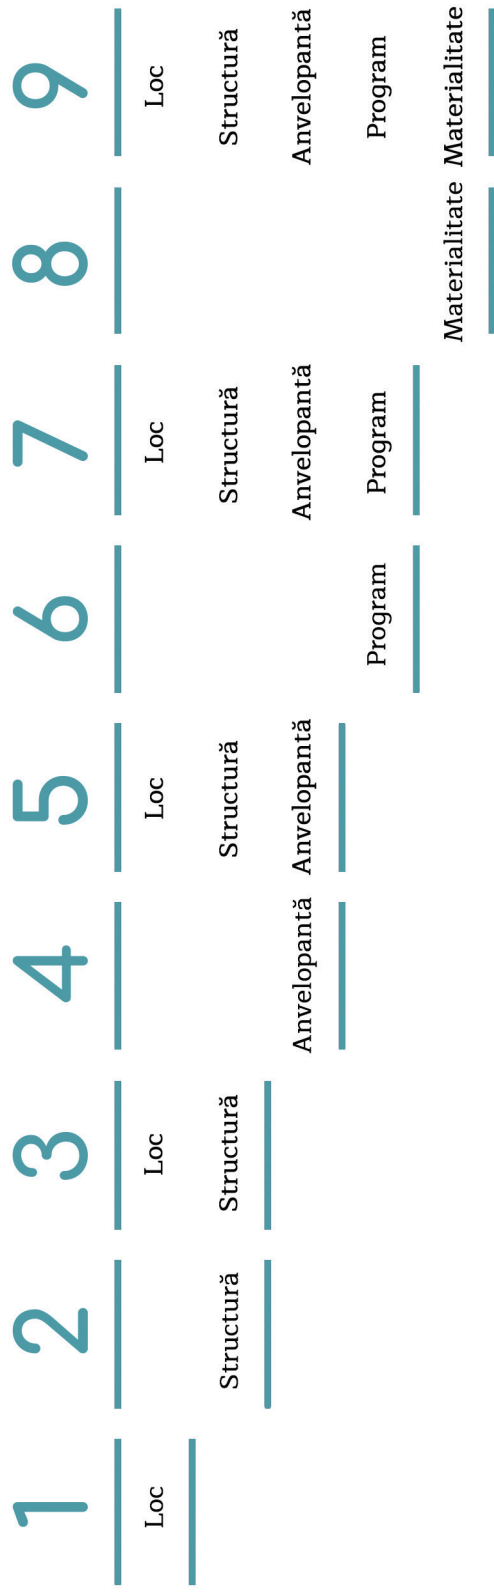 1 2 3 4 5 6 7 8 9
Loc Loc Loc Loc Loc
Structură Structură Structură Structură Structură
Anvelopantă Anvelopantă Anvelopantă Anvelopantă
Program Program Program
Materialitate Materialitate